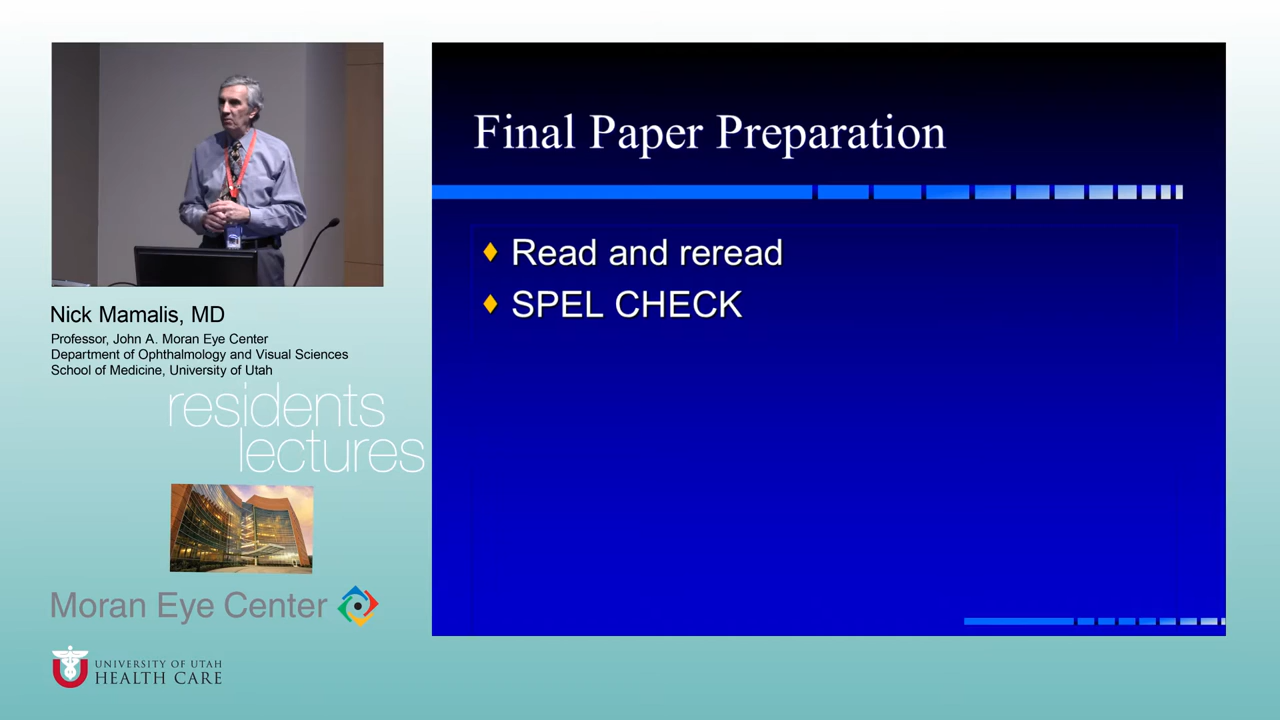 Nick Mamalis, MD
Professor, John A. Moran Eye Center
Department of Ophthalmology and Visual Sciences
School of Medicine, University of Utah
residents
lectures
Moran Eye Center
UNIVERSITY OF UTAH
HEALTH CARE
Final Paper Preparation
Read and reread
SPEL CHECK